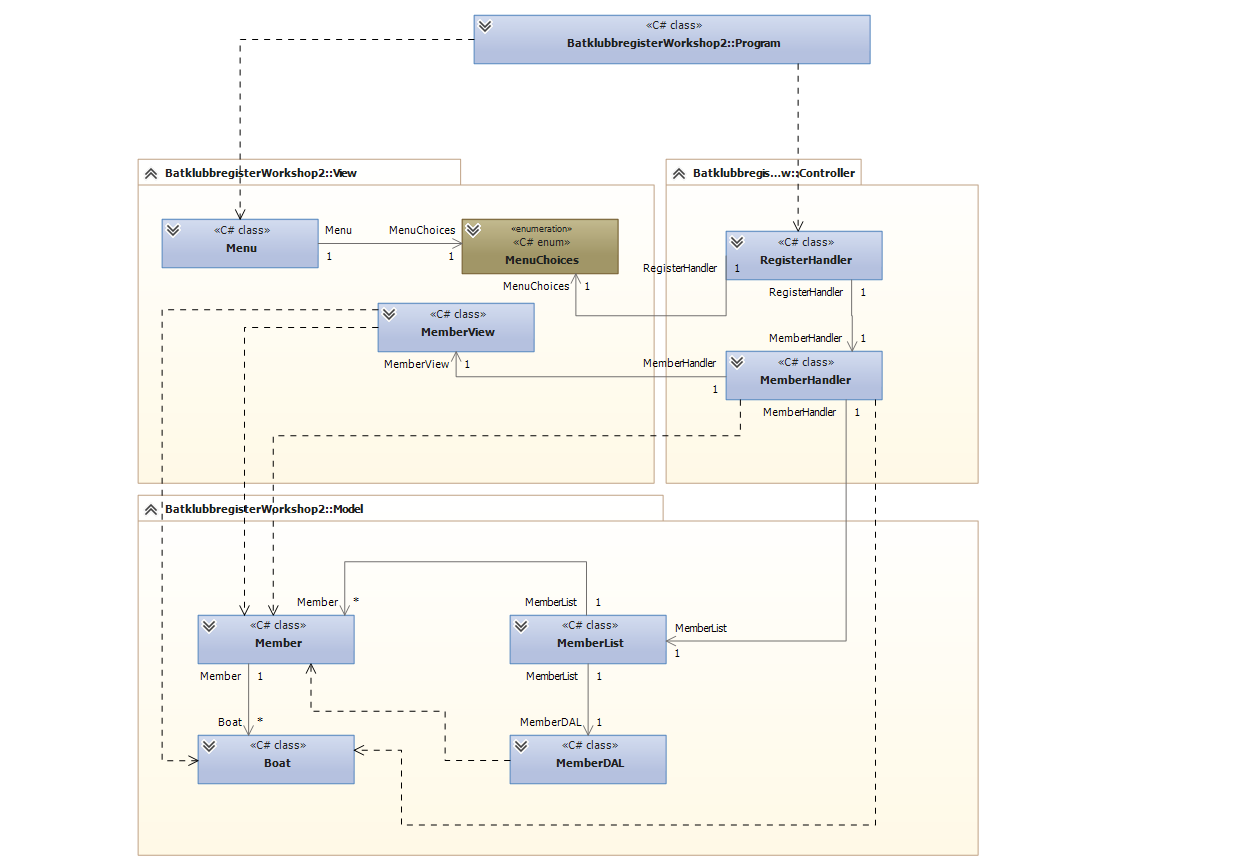 «C# class»
BatklubbregisterWorkshop2::Program
BatklubbregisterWorkshop2::View
Batklubbregis...w::Controller
«C# class»
Menu
Menu
MenuChoices
1
1
«enumeration»
«C# enum»
MenuChoices
MenuChoices
1
«C# class»
RegisterHandler
RegisterHandler
1
RegisterHandler
1
«C# class»
MemberView
MemberView
1
MemberHandler
1
MemberHandler
1
«C# class»
MemberHandler
MemberHandler
1
BatklubbregisterWorkshop2::Model
Member
*
MemberList
1
«C# class»
Member
«C# class»
MemberList
MemberList
1
Member
1
MemberList
1
Boat
*
MemberDAL
1
«C# class»
Boat
«C# class»
MemberDAL